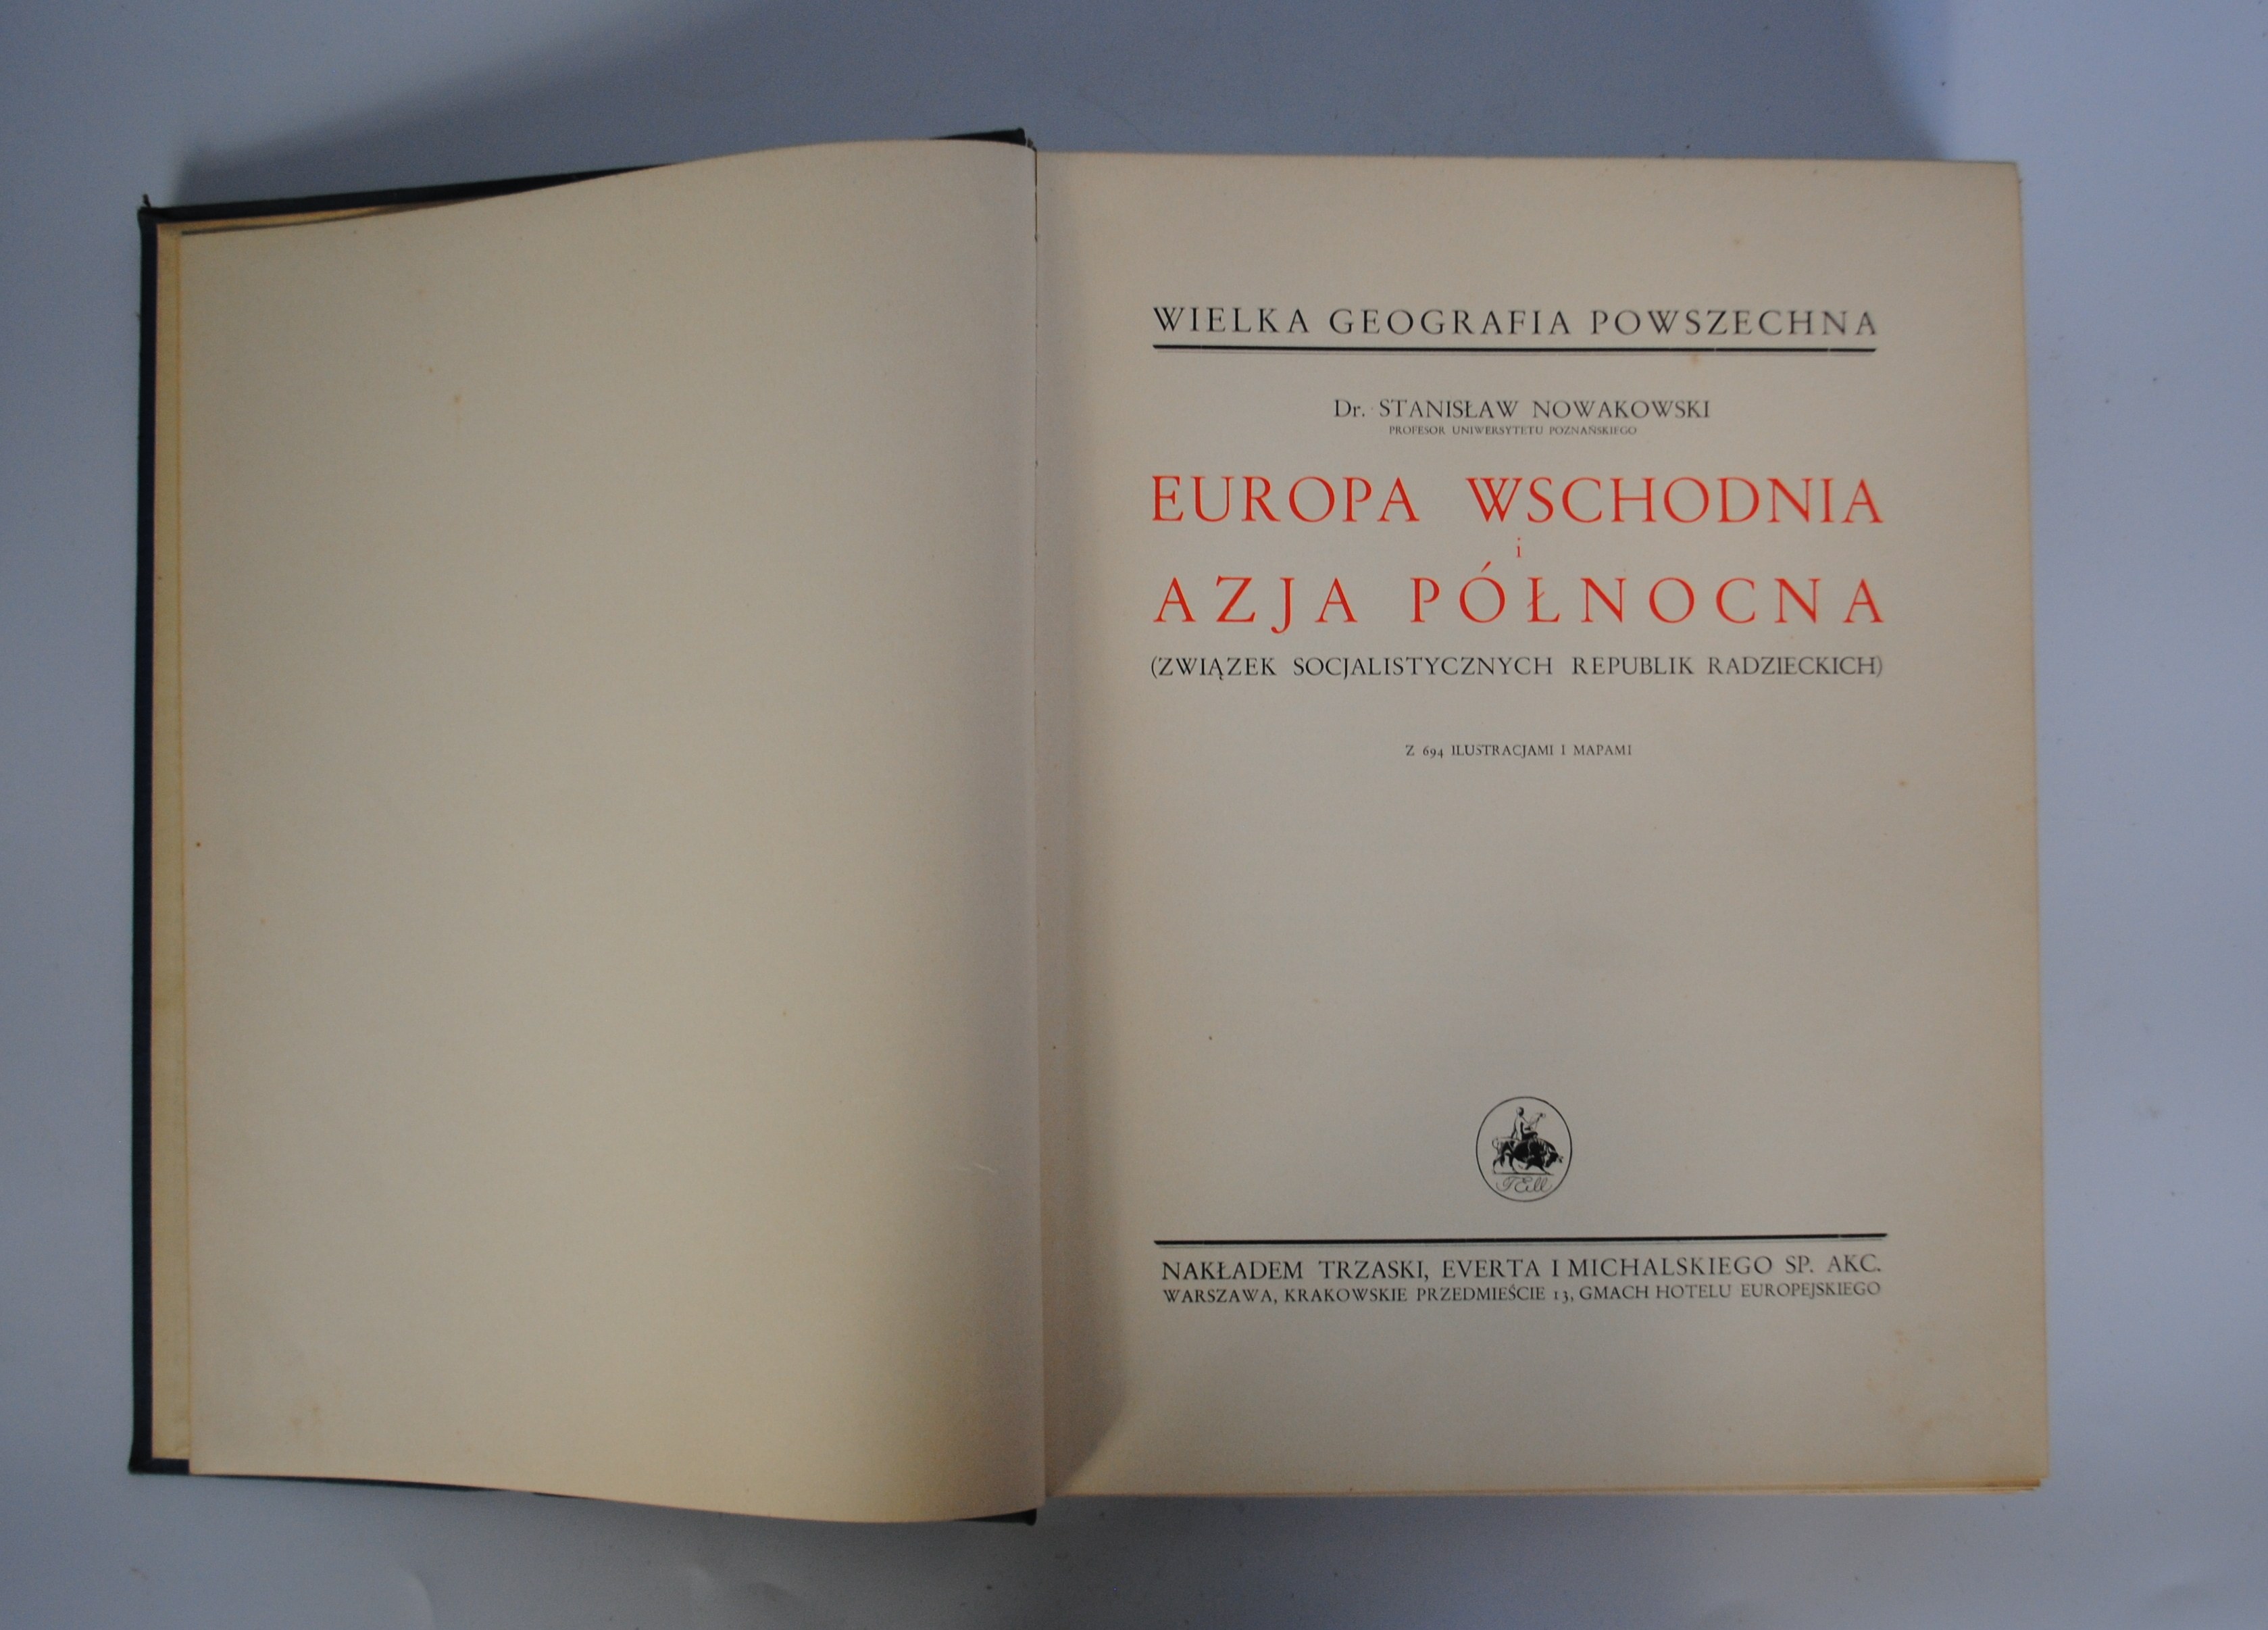 WIELKA GEOGRAFIA POWSZECHNA
Dr. STANISŁAW NOWAKOWSKI
PROFESOR UNIWERSYTETU POZNAŃSKIEGO
EUROPA WSCHODNIA
i
AZJA PÓŁNOCNA
(ZWIĄZEK SOCJALISTYCZNYCH REPUBLIK RADZIECKICH)
Z 694 ILUSTRACJAMI I MAPAMI
NAKŁADEM TRZASKI, EVERTA I MICHALSKIEGO SP. AKC.
WARSZAWA, KRAKOWSKIE PRZEDMIEŚCIE 13, GMACH HOTELU EUROPEJSKIEGO